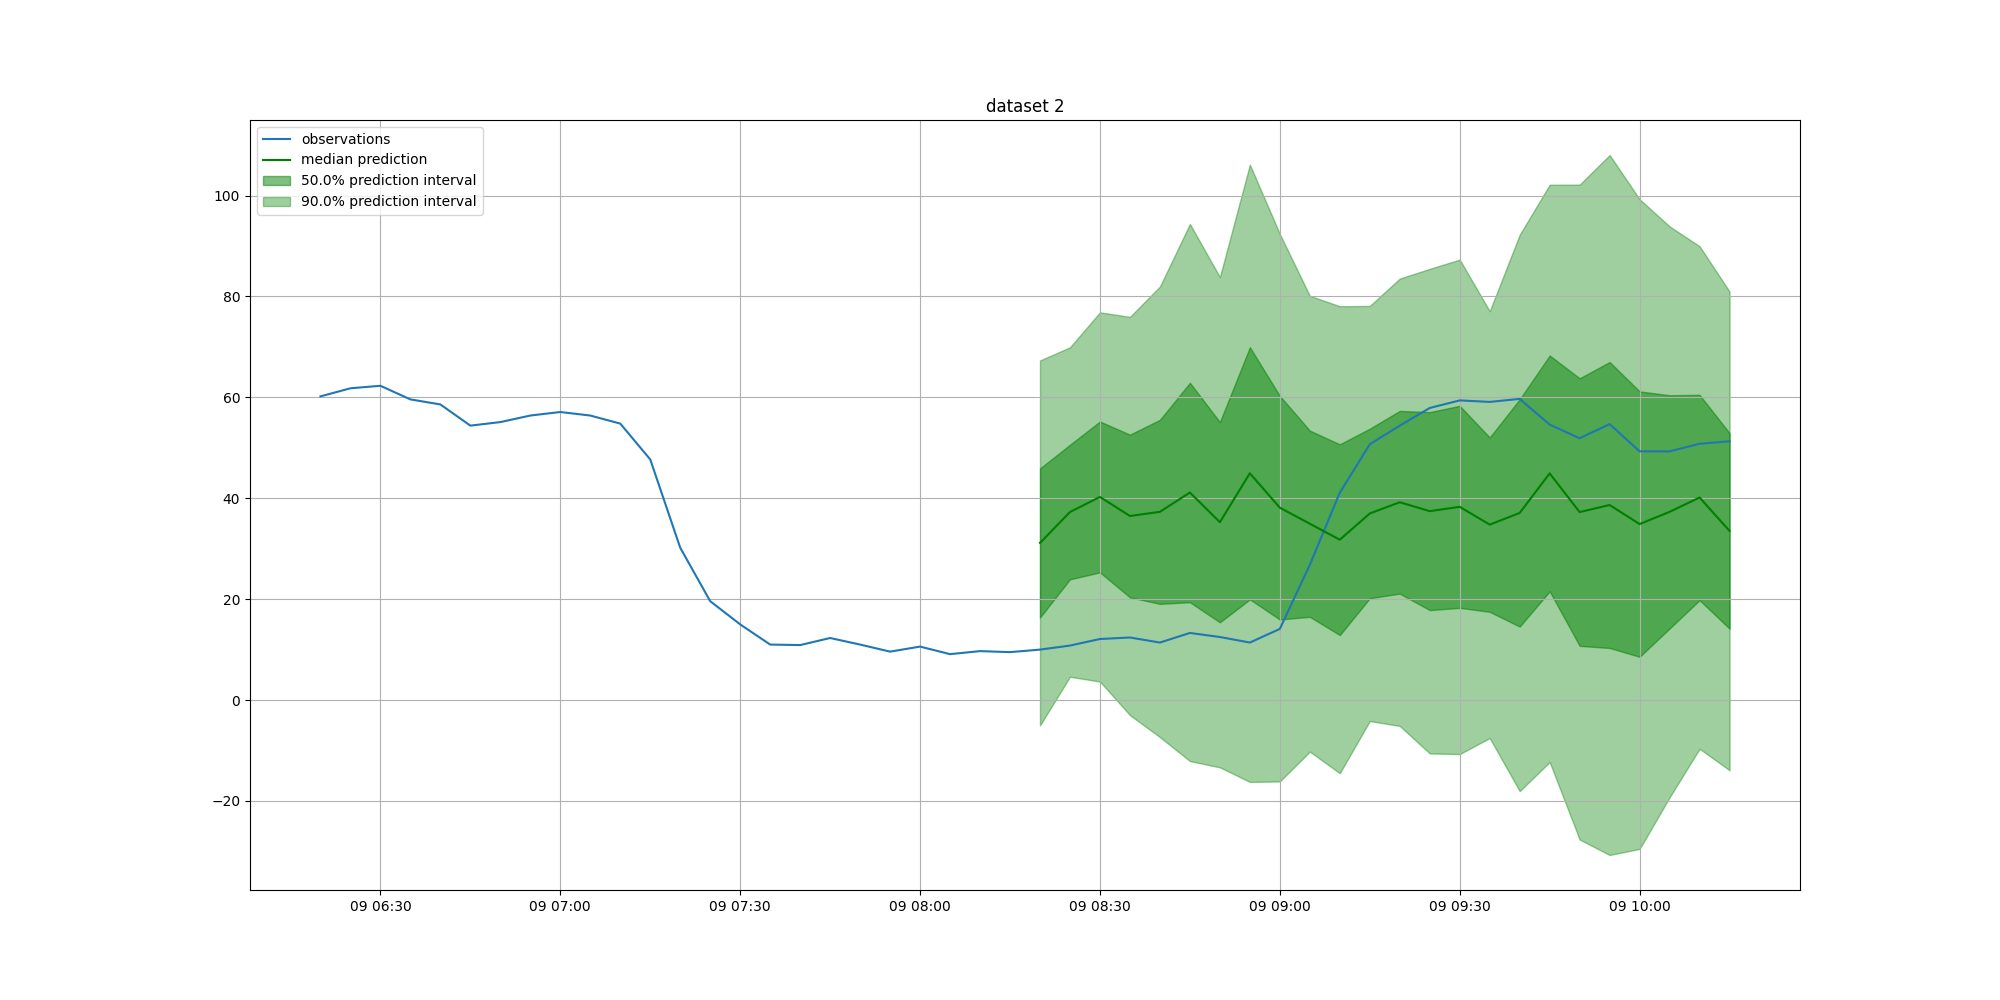 dataset 2
observations
median prediction
50.0% prediction interval
90.0% prediction interval
100
80
60
40
20
0
−20
09 06:30 09 07:00 09 07:30 09 08:00 09 08:30 09 09:00 09 09:30 09 10:00